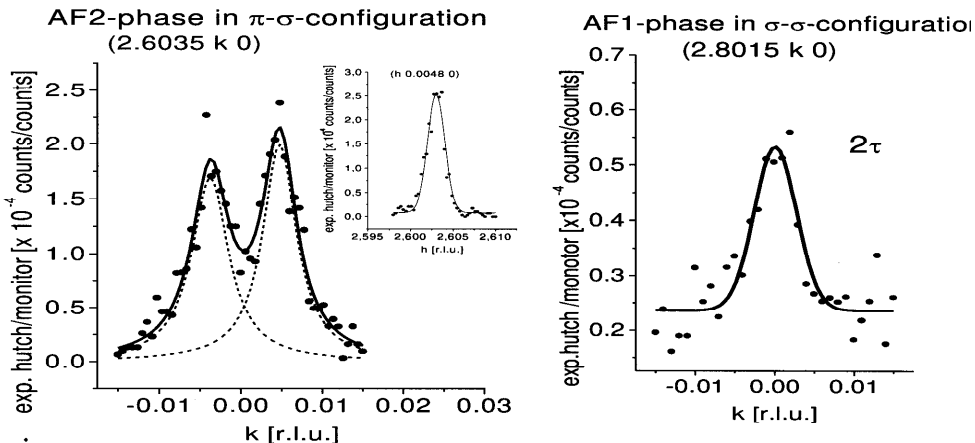 AF2-phase in π-σ-configuration
(2.6035 k 0)
exp. hutch/monitor [x 10⁻⁴ counts/counts]
2.5
2.0
1.5
1.0
0.5
0.0
-0.01 0.00 0.01 0.02 0.03
k [r.l.u.]
(h 0.0048 0)
exp. hutch/monitor [x 10⁴ counts/counts]
3.0
2.5
2.0
1.5
1.0
0.5
0.0
2,595 2,600 2,605 2,610
h [r.l.u.]
AF1-phase in σ-σ-configuration
(2.8015 k 0)
exp.hutch /monotor [x10⁻⁴ counts/counts]
0.7
0.6
0.5
0.4
0.3
0.2
2τ
-0.01 0.00 0.01
k [r.l.u.]